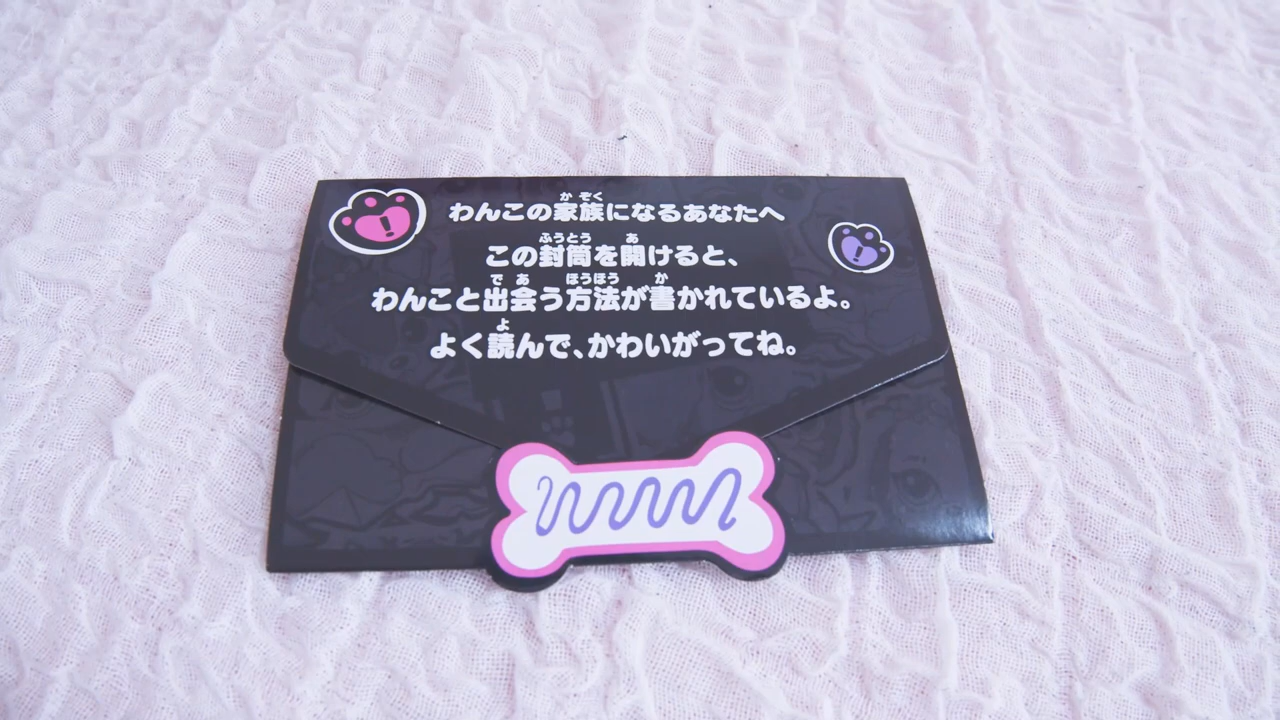 わんこの家族になるあなたへ
この封筒を開けると、
わんこと出会う方法が書かれているよ。
よく読んで、かわいがってね。